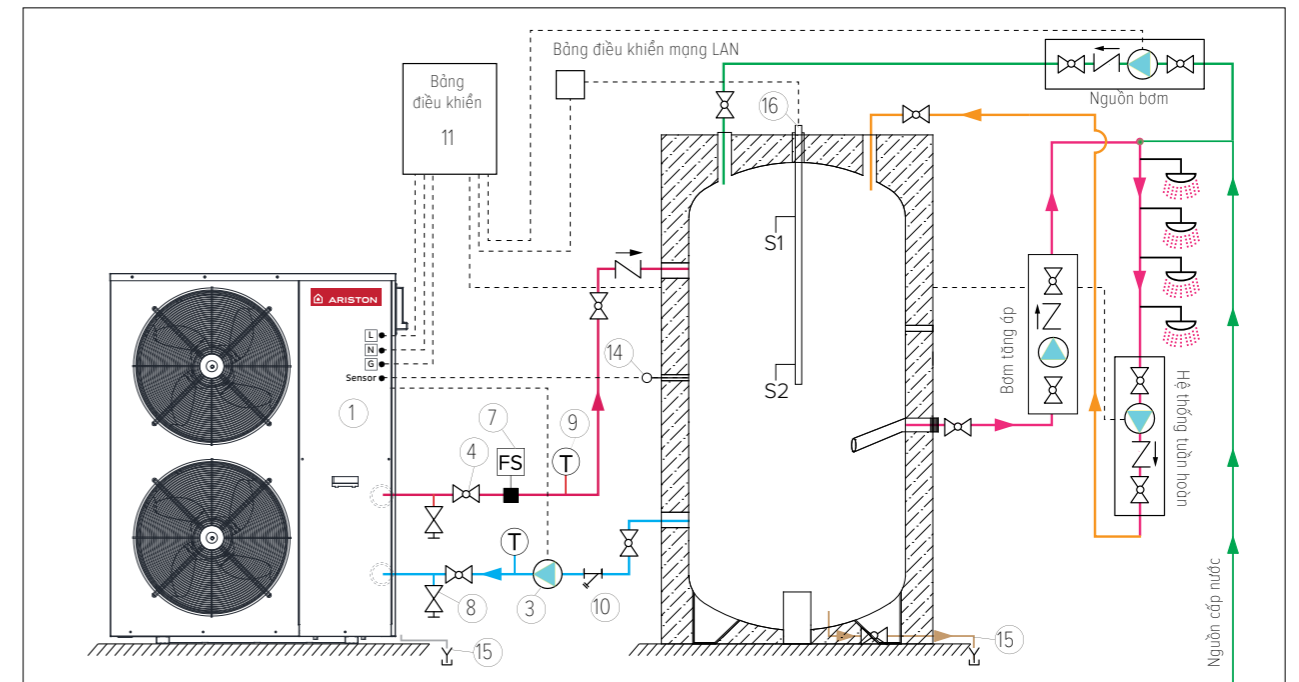 Bảng điều khiển mạng LAN
Bảng
điều khiển
11
Nguồn bơm
16
S1
S2
ARISTON
L
N
G
Sensor
1
14
7
9
4
FS
T
T
8
3
10
15
15
Bơm tăng áp
Hệ thống tuần hoàn
Nguồn cấp nước